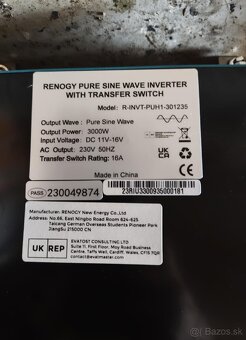 RENOGY PURE SINE WAVE INVERTER
WITH TRANSFER SWITCH
Model : R-INVT-PUH1-301235
Output Wave : Pure Sine Wave
Output Power : 3000W
Input Voltage : DC 11V-16V
AC Output : 230V 50HZ
Transfer Switch Rating : 16A
UK
CA
CE
PASS 230049874
23RIU3300935000181
Manufacturer: RENOGY New Energy Co.,Ltd
Address:
No.66, East Ningbo Road Room 624-625
Taicang German Overseas Students Pioneer Park
JiangSu 215000 CN
UK REP
EVATOST CONSULTING LTD
Suite 11, First Floor, Moy Road Business
Centre, Taffs Well, Cardiff, Wales, CF15 7QR
contact@evatmaster.com
bazos.sk